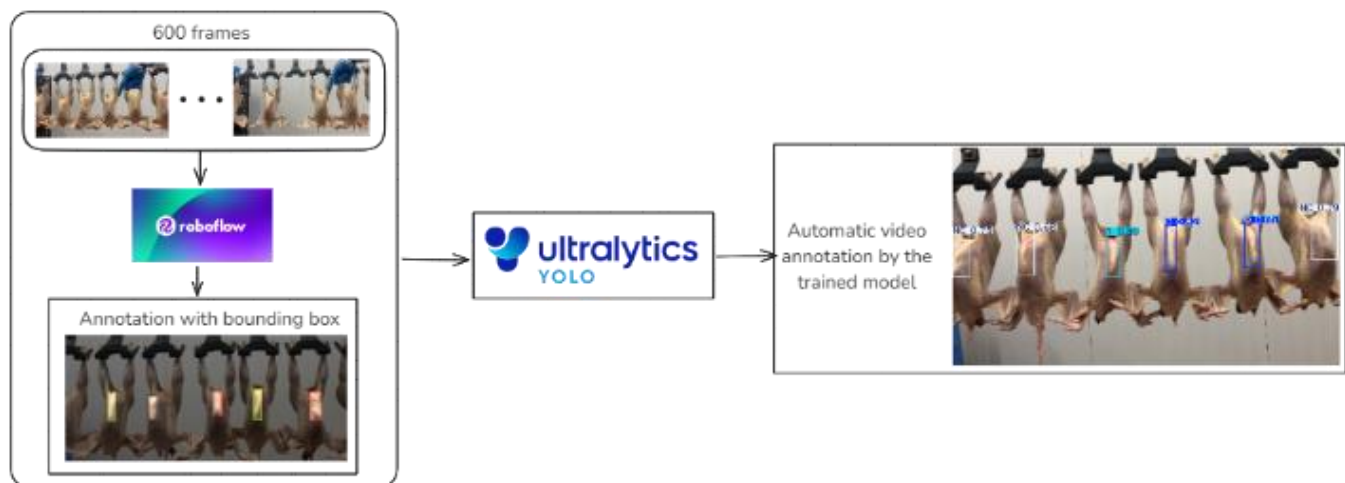 600 frames
roboflow
Annotation with bounding box
ultralytics
YOLO
Automatic video
annotation by the
trained model